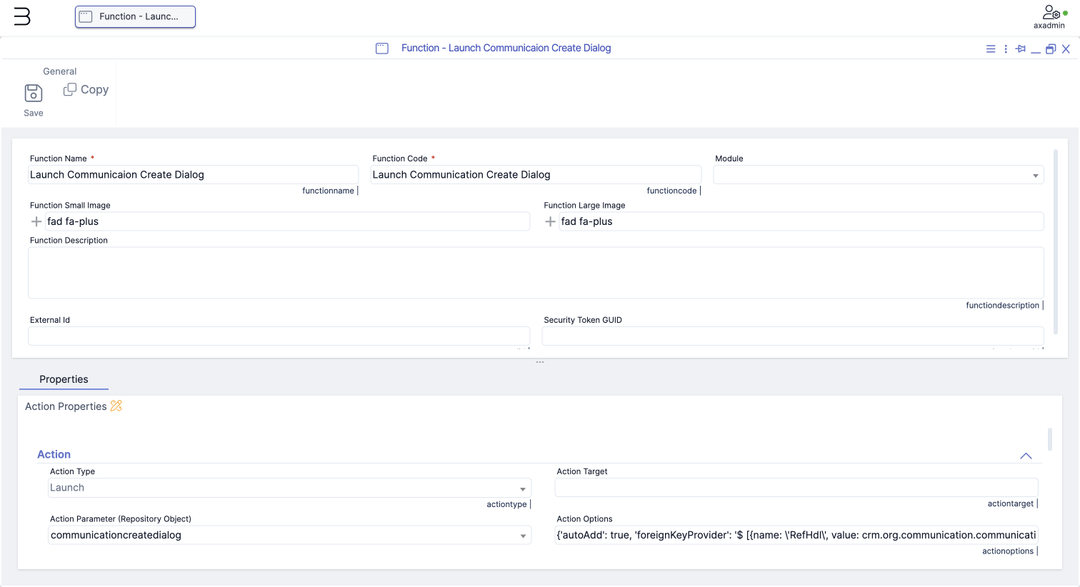 Function - Launc...
axadmin
Function - Launch Communicaion Create Dialog
General
Copy
Save
Function Name * Function Code * Module
Launch Communicaion Create Dialog Launch Communication Create Dialog
functionname functioncode
Function Small Image Function Large Image
fad fa-plus fad fa-plus
Function Description
functiondescription
External Id Security Token GUID
...
Properties
Action Properties
Action
Action Type Action Target
Launch
actiontype actiontarget
Action Parameter (Repository Object) Action Options
communicationcreatedialog {'autoAdd': true, 'foreignKeyProvider': '$ [{name: \'RefHdl\', value: crm.org.communication.communicati
actionoptions